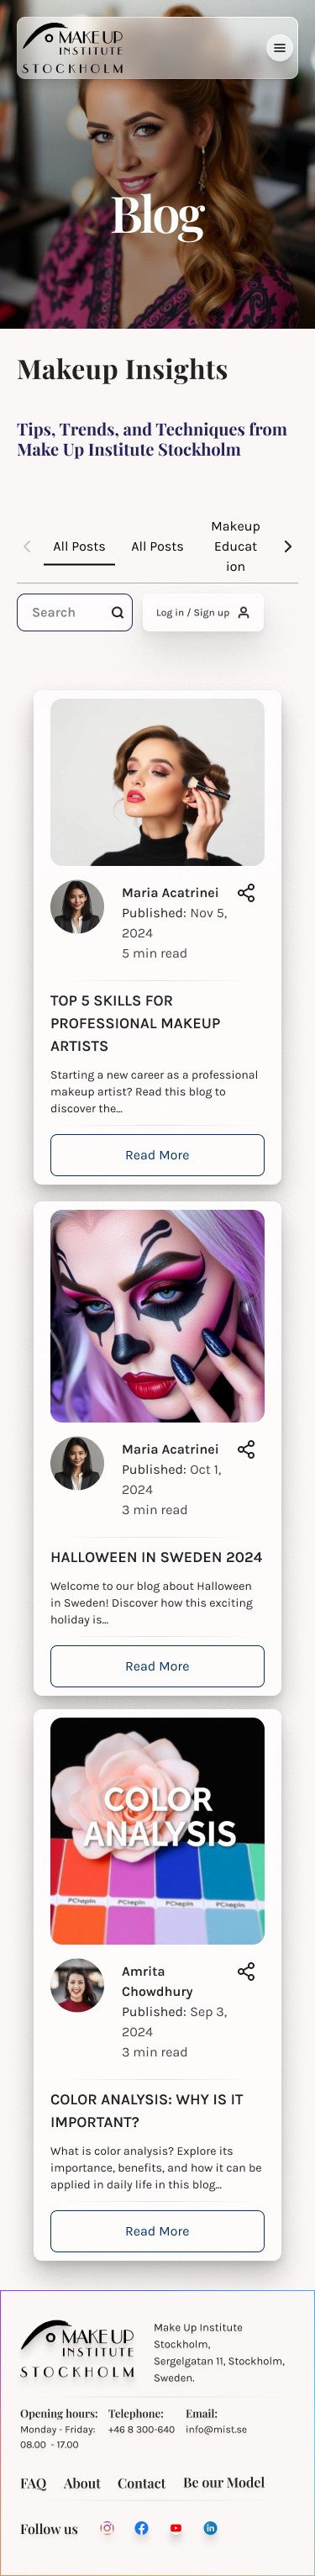 MAKE UP
INSTITUTE
STOCKHOLM
Blog
Makeup Insights
Tips, Trends, and Techniques from
Make Up Institute Stockholm
All Posts
All Posts
Makeup
Educat
ion
Search
Log in / Sign up
Maria Acatrinei
Published: Nov 5,
2024
5 min read
TOP 5 SKILLS FOR
PROFESSIONAL MAKEUP
ARTISTS
Starting a new career as a professional
makeup artist? Read this blog to
discover the...
Read More
Maria Acatrinei
Published: Oct 1,
2024
3 min read
HALLOWEEN IN SWEDEN 2024
Welcome to our blog about Halloween
in Sweden! Discover how this exciting
holiday is...
Read More
COLOR
ANALYSIS
Amrita
Chowdhury
Published: Sep 3,
2024
3 min read
COLOR ANALYSIS: WHY IS IT
IMPORTANT?
What is color analysis? Explore its
importance, benefits, and how it can be
applied in daily life in this blog...
Read More
MAKE UP
INSTITUTE
STOCKHOLM
Make Up Institute
Stockholm,
Sergelgatan 11, Stockholm,
Sweden.
Opening hours:
Monday - Friday:
08.00 - 17.00
Telephone:
+46 8 300-640
Email:
info@mist.se
FAQ
About
Contact
Be our Model
Follow us